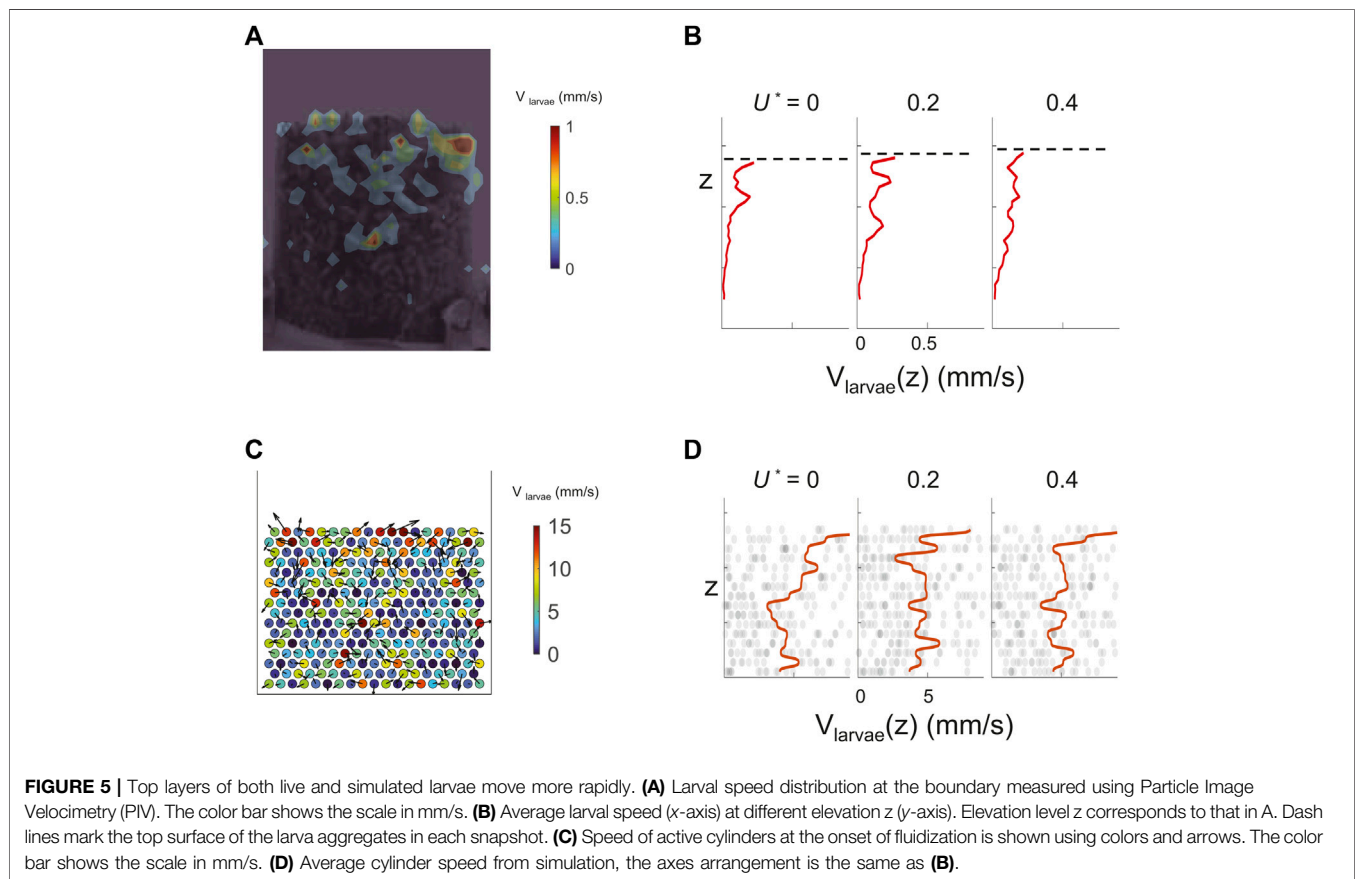 A
V larvae (mm/s)
1
0.5
0
B
U* = 0 0.2 0.4
z
0 0.5
V_larvae(z) (mm/s)
C
V larvae (mm/s)
15
10
5
0
D
U* = 0 0.2 0.4
z
0 5
V_larvae(z) (mm/s)
FIGURE 5 | Top layers of both live and simulated larvae move more rapidly. (A) Larval speed distribution at the boundary measured using Particle Image
Velocimetry (PIV). The color bar shows the scale in mm/s. (B) Average larval speed (x-axis) at different elevation z (y-axis). Elevation level z corresponds to that in A. Dash
lines mark the top surface of the larva aggregates in each snapshot. (C) Speed of active cylinders at the onset of fluidization is shown using colors and arrows. The color
bar shows the scale in mm/s. (D) Average cylinder speed from simulation, the axes arrangement is the same as (B).